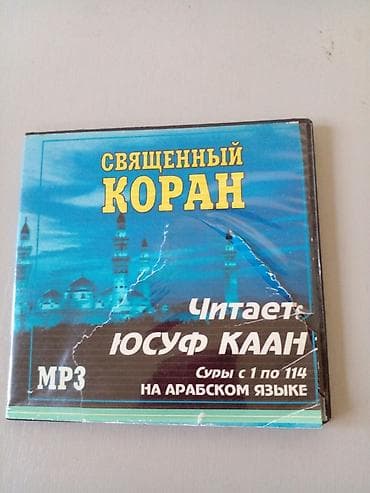 СВЯЩЕННЫЙ
КОРАН
Читает:
ЮСУФ КААН
Суры с 1 по 114
MP3
НА АРАБСКОМ ЯЗЫКЕ